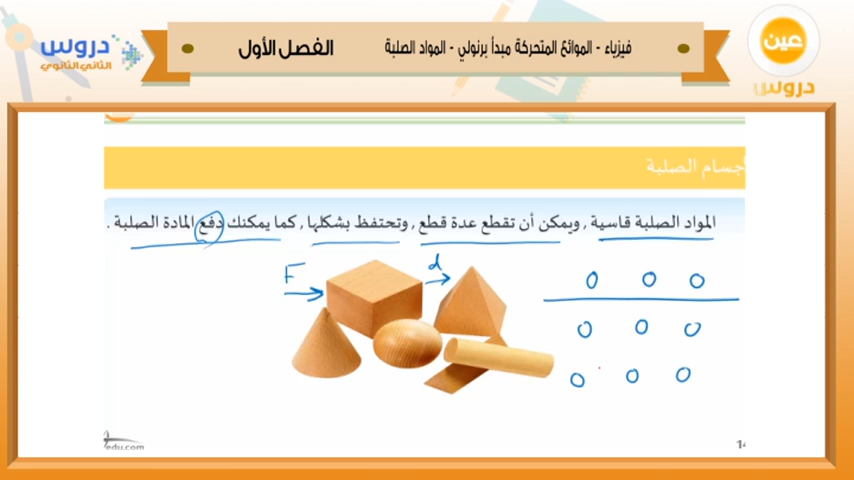 دروس
الثاني الثانوي
فيزياء - الموائع المتحركة مبدأ برنولي - المواد الصلبة
الفصل الأول
عين
دروس
أجسام الصلبة
المواد الصلبة قاسية , ويمكن أن تقطع عدة قطع , وتحتفظ بشكلها , كما يمكنك دفع المادة الصلبة .
F
d
edu.com
14